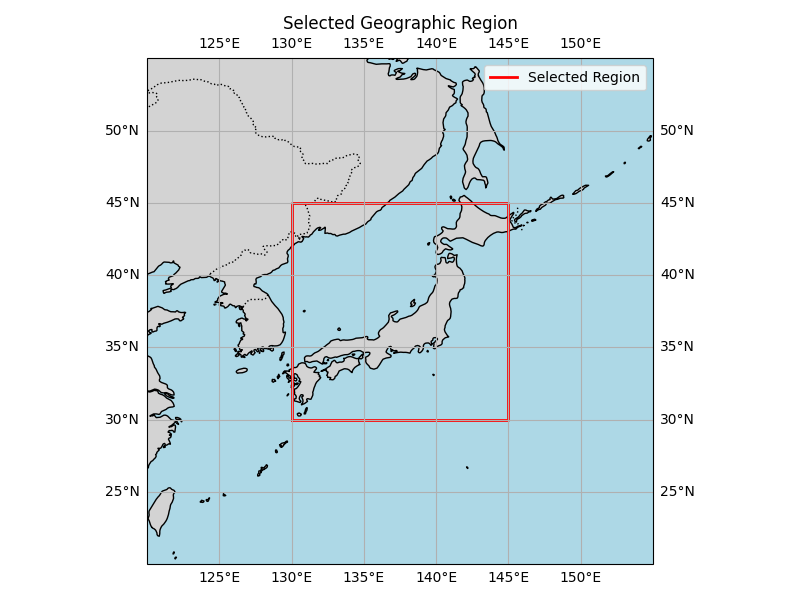 Selected Geographic Region
125°E 130°E 135°E 140°E 145°E 150°E
Selected Region
50°N 50°N
45°N 45°N
40°N 40°N
35°N 35°N
30°N 30°N
25°N 25°N
125°E 130°E 135°E 140°E 145°E 150°E